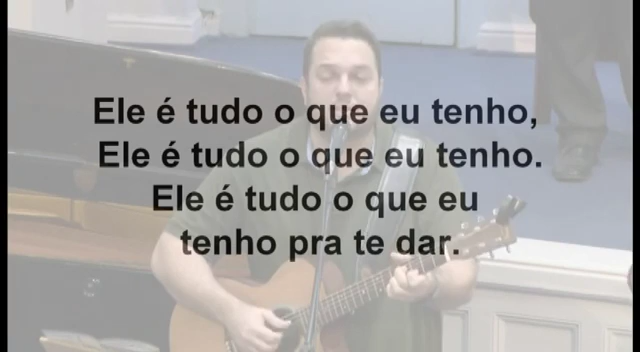 Ele é tudo o que eu tenho,
Ele é tudo o que eu tenho.
Ele é tudo o que eu
tenho pra te dar.